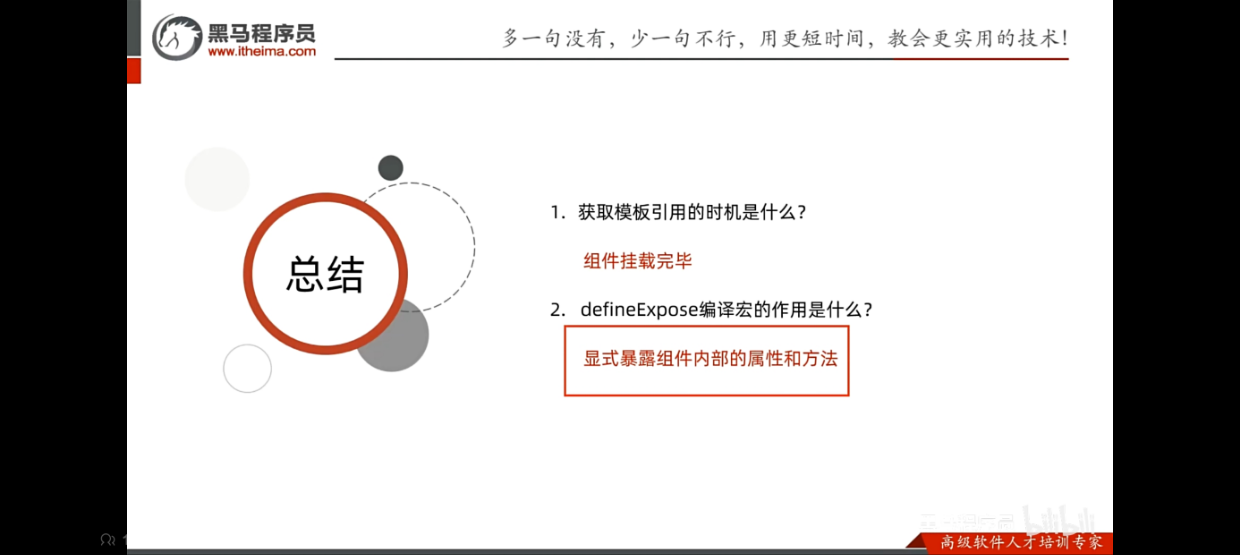 黑马程序员
www.itheima.com
多一句没有，少一句不行，用更短时间，教会更实用的技术！
总结
1. 获取模板引用的时机是什么？
组件挂载完毕
2. defineExpose编译宏的作用是什么？
显式暴露组件内部的属性和方法
bilibili
高级软件人才培训专家